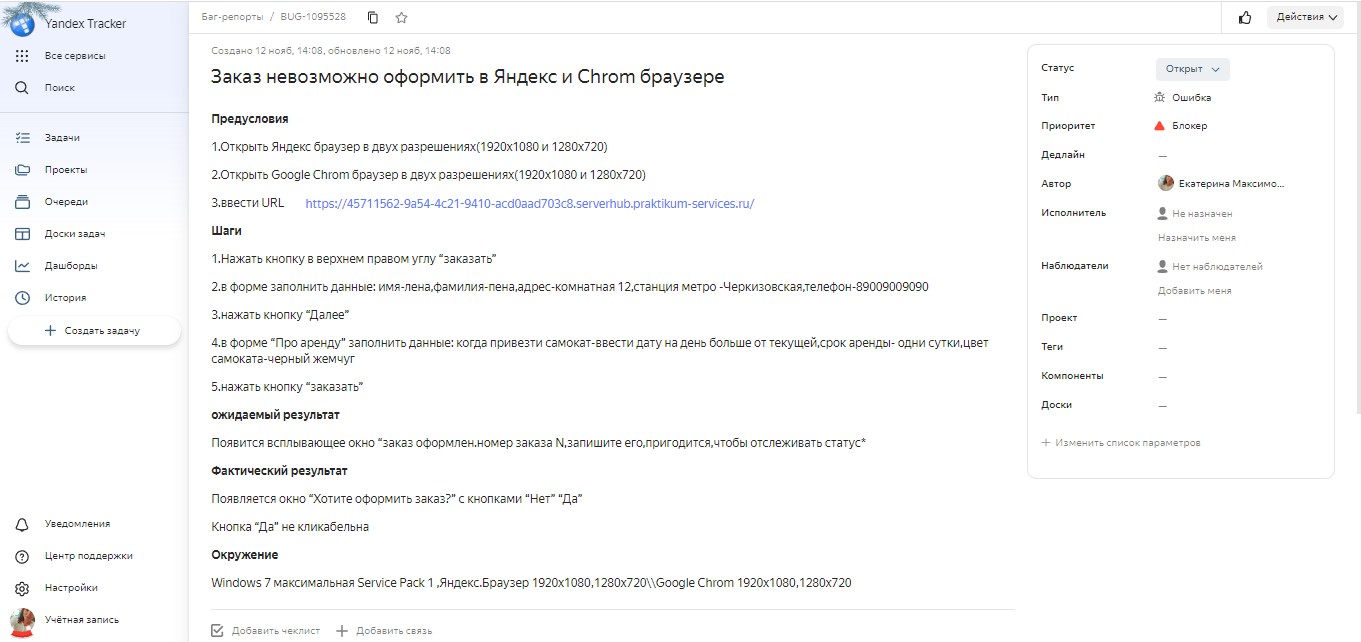 Yandex Tracker
Все сервисы
Поиск
Задачи
Проекты
Очереди
Доски задач
Дашборды
История
+ Создать задачу
Уведомления
Центр поддержки
Настройки
Учётная запись
Баг-репорты / BUG-1095528
Действия
Создано 12 нояб, 14:08, обновлено 12 нояб, 14:08
Заказ невозможно оформить в Яндекс и Chrom браузере
Предусловия
1.Открыть Яндекс браузер в двух разрешениях(1920x1080 и 1280x720)
2.Открыть Google Chrom браузер в двух разрешениях(1920x1080 и 1280x720)
3.ввести URL https://45711562-9a54-4c21-9410-acd0aad703c8.serverhub.praktikum-services.ru/
Шаги
1.Нажать кнопку в верхнем правом углу “заказать”
2.в форме заполнить данные: имя-лена,фамилия-пена,адрес-комнатная 12,станция метро -Черкизовская,телефон-89009009090
3.нажать кнопку “Далее”
4.в форме “Про аренду” заполнить данные: когда привезти самокат-ввести дату на день больше от текущей,срок аренды- одни сутки,цвет
самоката-черный жемчуг
5.нажать кнопку “заказать”
ожидаемый результат
Появится всплывающее окно “заказ оформлен.номер заказа N,запишите его,пригодится,чтобы отслеживать статус*
Фактический результат
Появляется окно “Хотите оформить заказ?” с кнопками “Нет” “Да”
Кнопка “Да” не кликабельна
Окружение
Windows 7 максимальная Service Pack 1 ,Яндекс.Браузер 1920x1080,1280x720\\Google Chrom 1920x1080,1280x720
Добавить чеклист + Добавить связь
Статус Открыт
Тип Ошибка
Приоритет Блокер
Дедлайн —
Автор Екатерина Максимо...
Исполнитель Не назначен
Назначить меня
Наблюдатели Нет наблюдателей
Добавить меня
Проект —
Теги —
Компоненты —
Доски —
+ Изменить список параметров